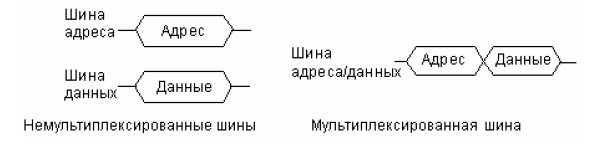 Шина
адреса
Адрес
Шина
данных
Данные
Немультиплексированные шины
Шина
адреса/данных
Адрес
Данные
Мультиплексированная шина